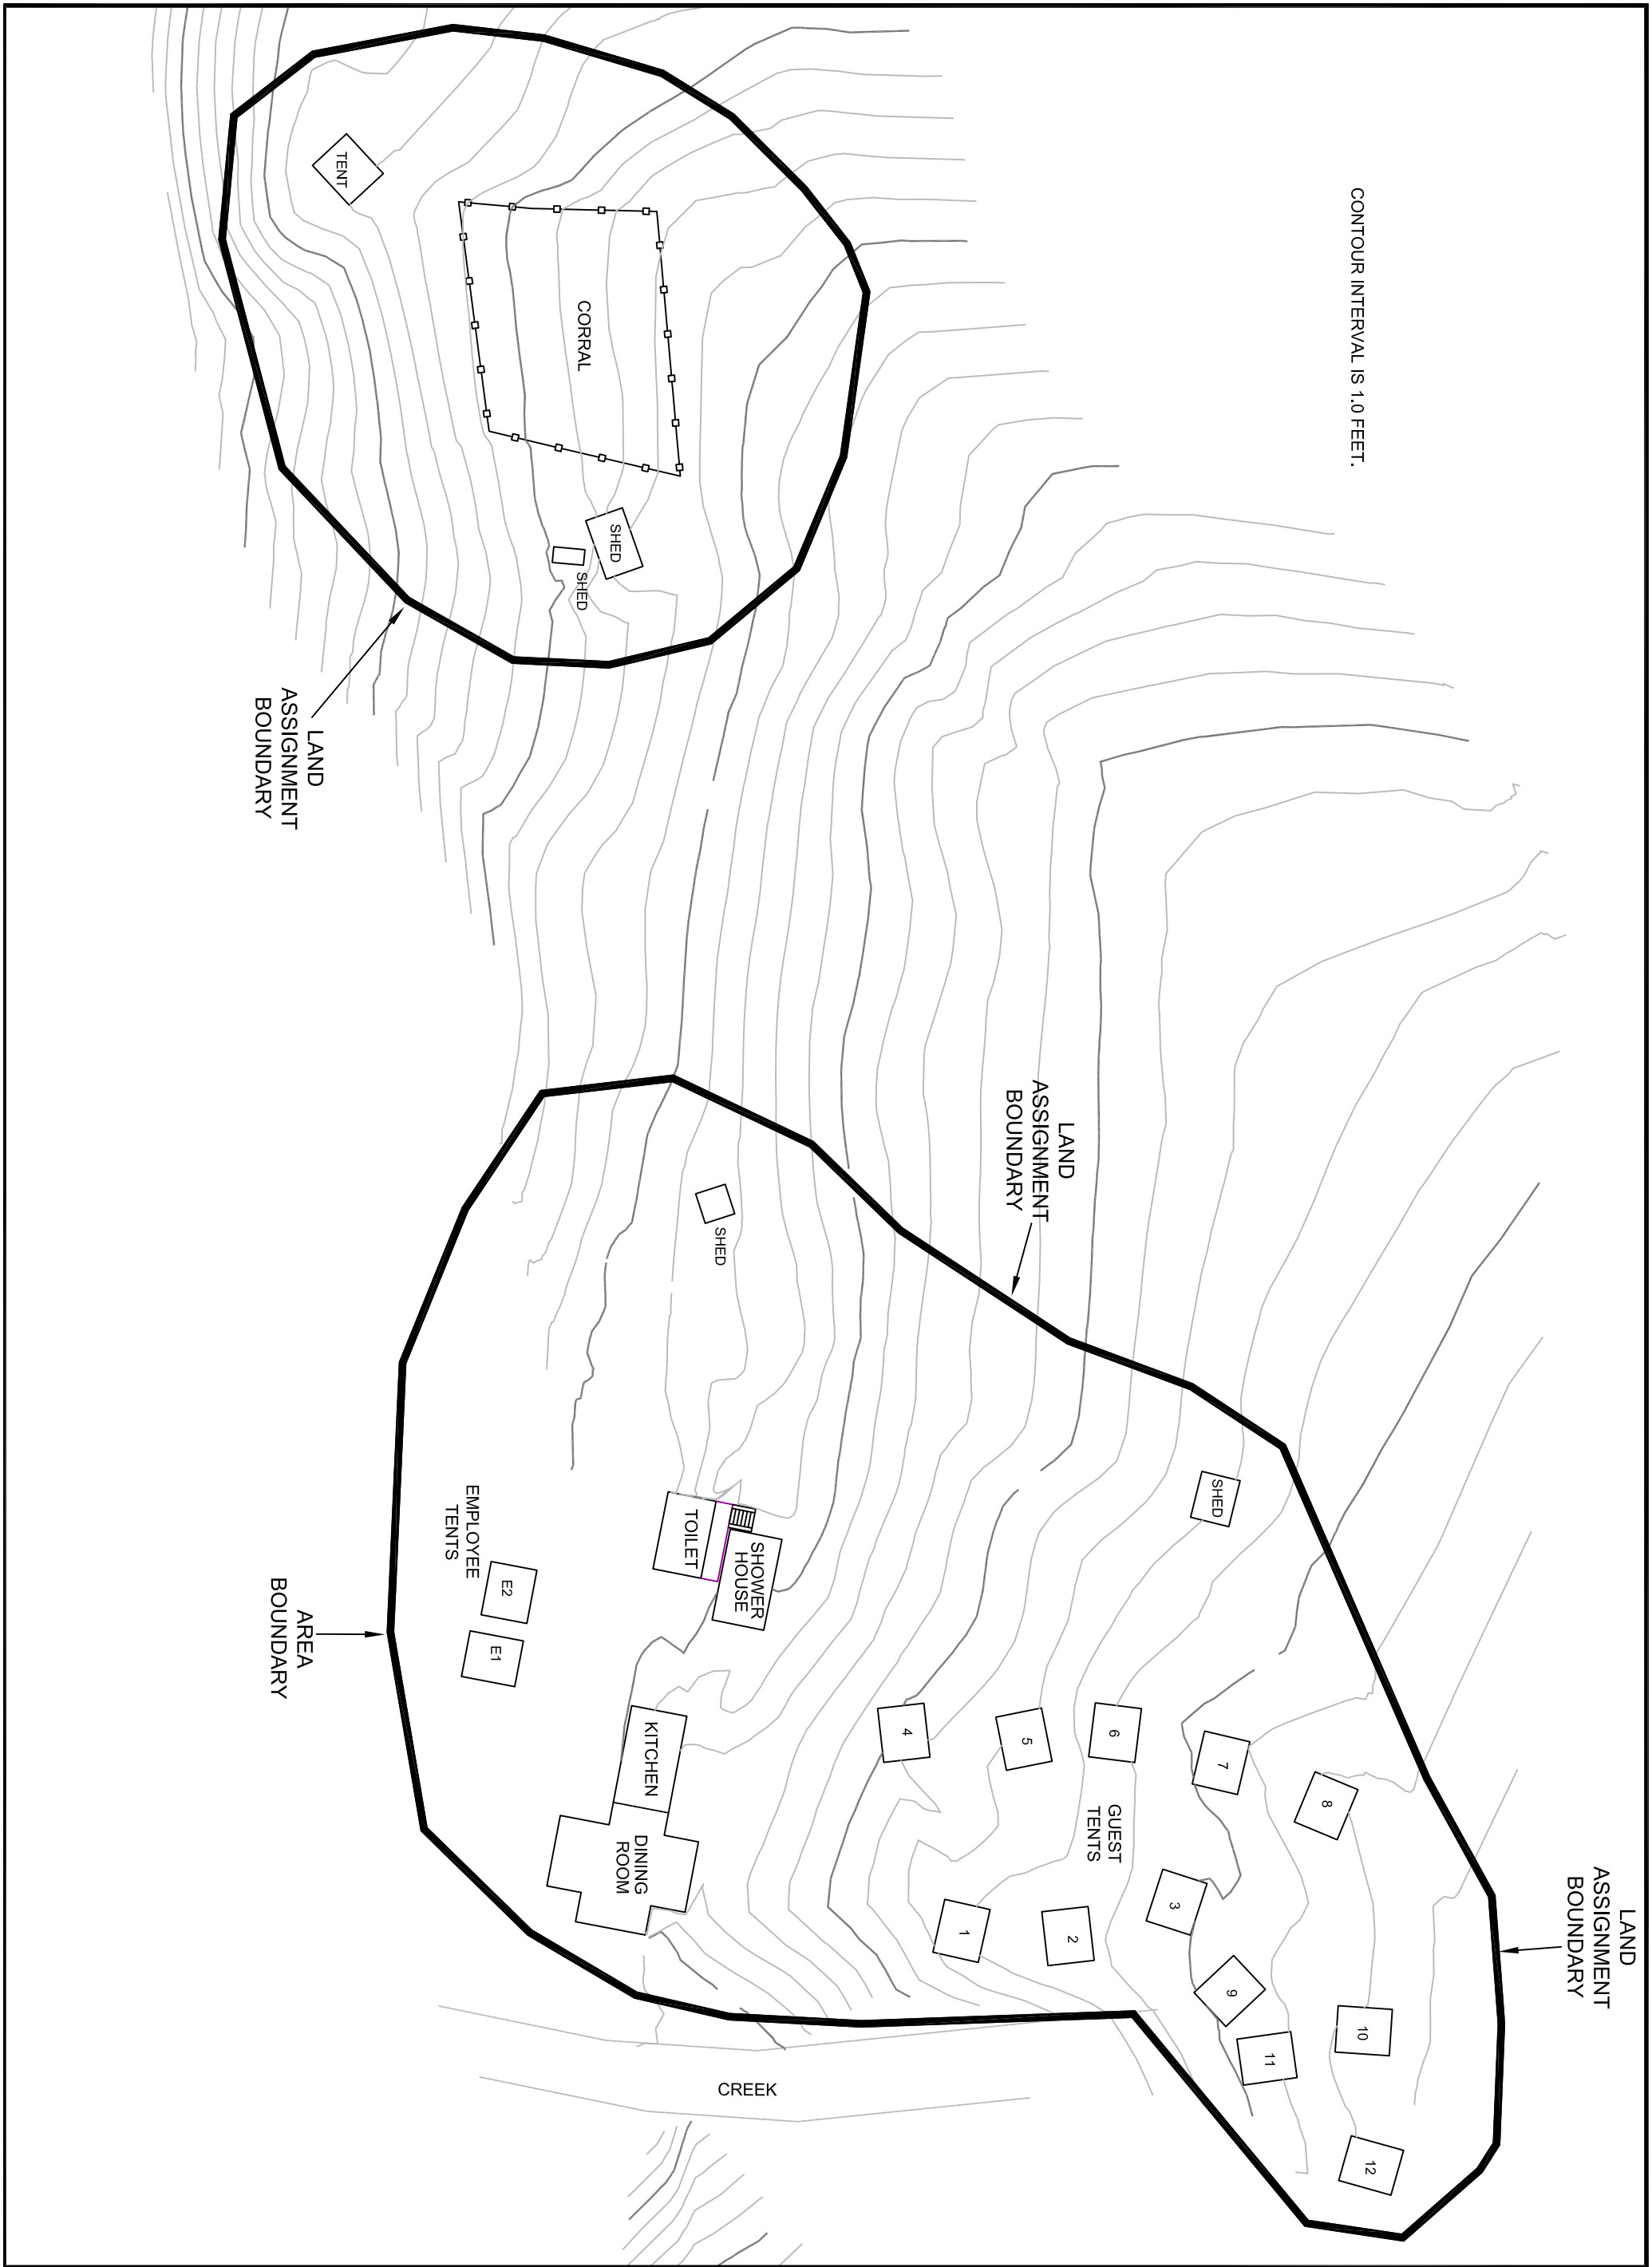 CONTOUR INTERVAL IS 1.0 FEET.
TENT
CORRAL
SHED
SHED
LAND
ASSIGNMENT
BOUNDARY
LAND
ASSIGNMENT
BOUNDARY
SHED
SHED
TOILET
SHOWER
HOUSE
EMPLOYEE
TENTS
E2
E1
AREA
BOUNDARY
KITCHEN
DINING
ROOM
4
5
6
7
8
GUEST
TENTS
1
2
3
9
10
11
12
LAND
ASSIGNMENT
BOUNDARY
CREEK